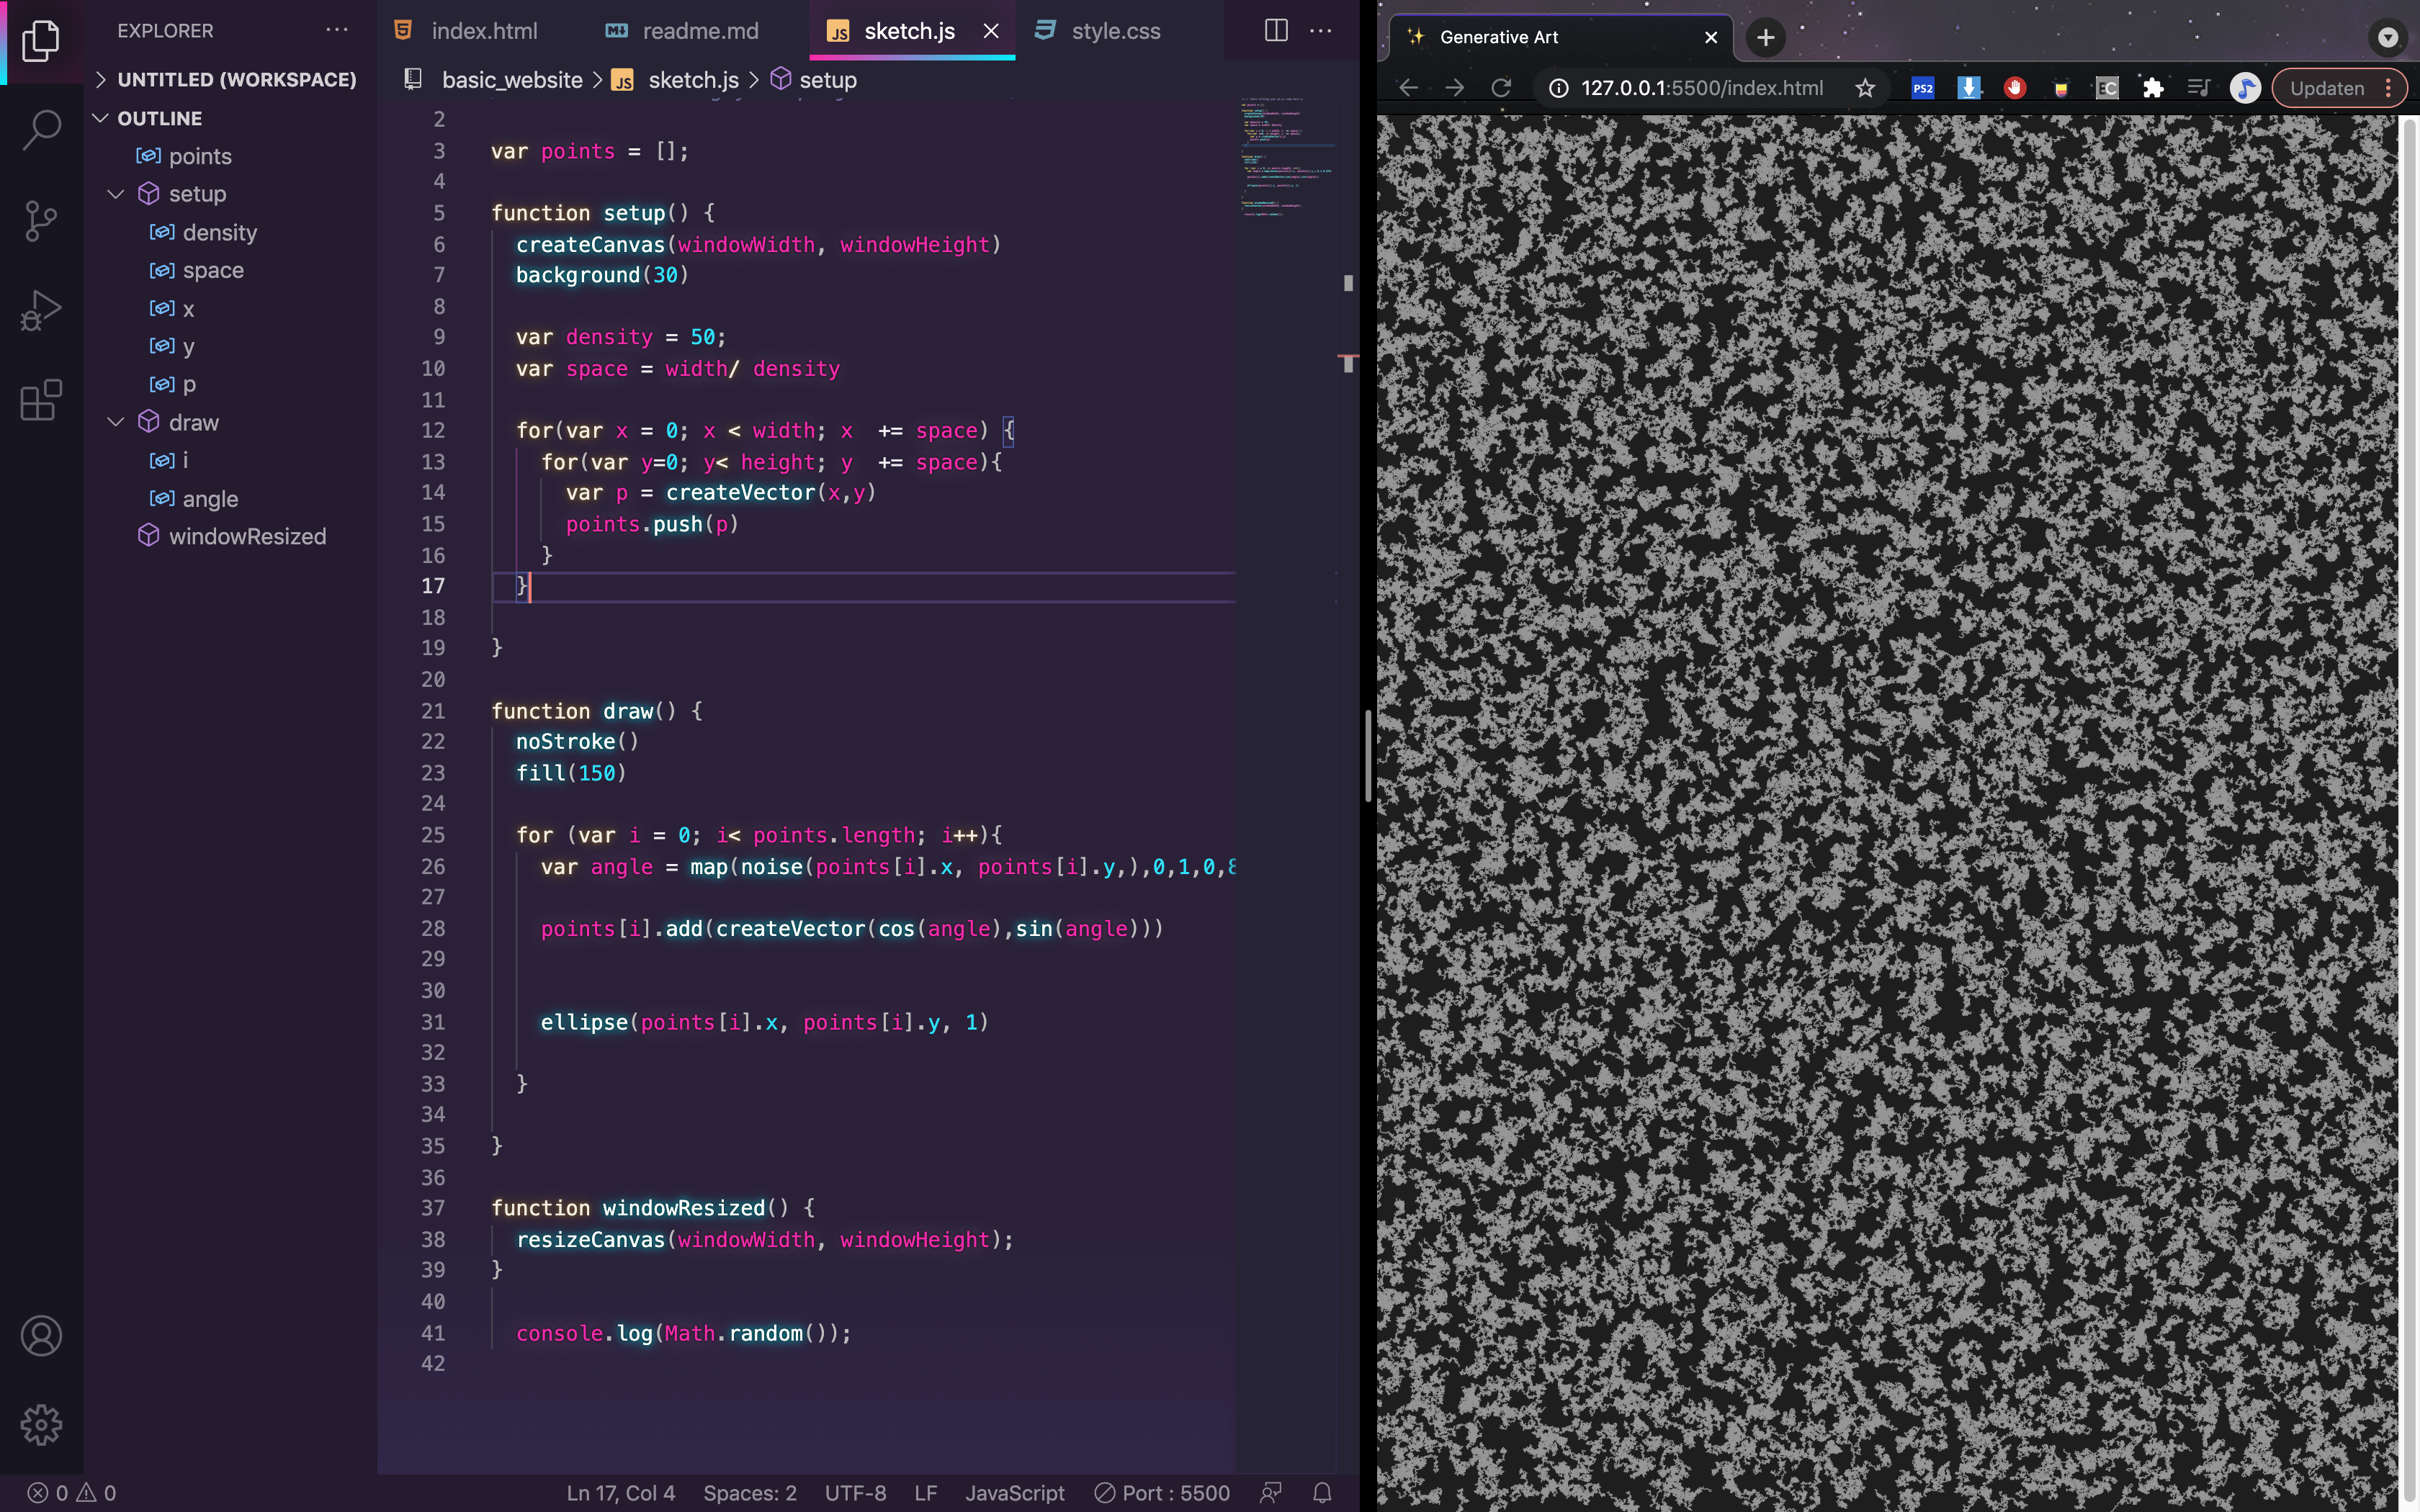 EXPLORER
UNTITLED (WORKSPACE)
OUTLINE
points
setup
density
space
x
y
p
draw
i
angle
windowResized
index.html
readme.md
JS sketch.js
style.css
basic_website > JS sketch.js > setup
2
3 var points = [];
4
5 function setup() {
6 createCanvas(windowWidth, windowHeight)
7 background(30)
8
9 var density = 50;
10 var space = width/ density
11
12 for(var x = 0; x < width; x  += space) {
13 for(var y=0; y< height; y  += space){
14 var p = createVector(x,y)
15 points.push(p)
16 }
17 }
18
19 }
20
21 function draw() {
22 noStroke()
23 fill(150)
24
25 for (var i = 0; i< points.length; i++){
26 var angle = map(noise(points[i].x, points[i].y,),0,1,0,
27
28 points[i].add(createVector(cos(angle),sin(angle)))
29
30
31 ellipse(points[i].x, points[i].y, 1)
32
33 }
34
35 }
36
37 function windowResized() {
38 resizeCanvas(windowWidth, windowHeight);
39 }
40
41 console.log(Math.random());
42
0 0
Ln 17, Col 4
Spaces: 2
UTF-8
LF
JavaScript
Port : 5500
Generative Art
127.0.0.1:5500/index.html
PS2
EC
Updaten